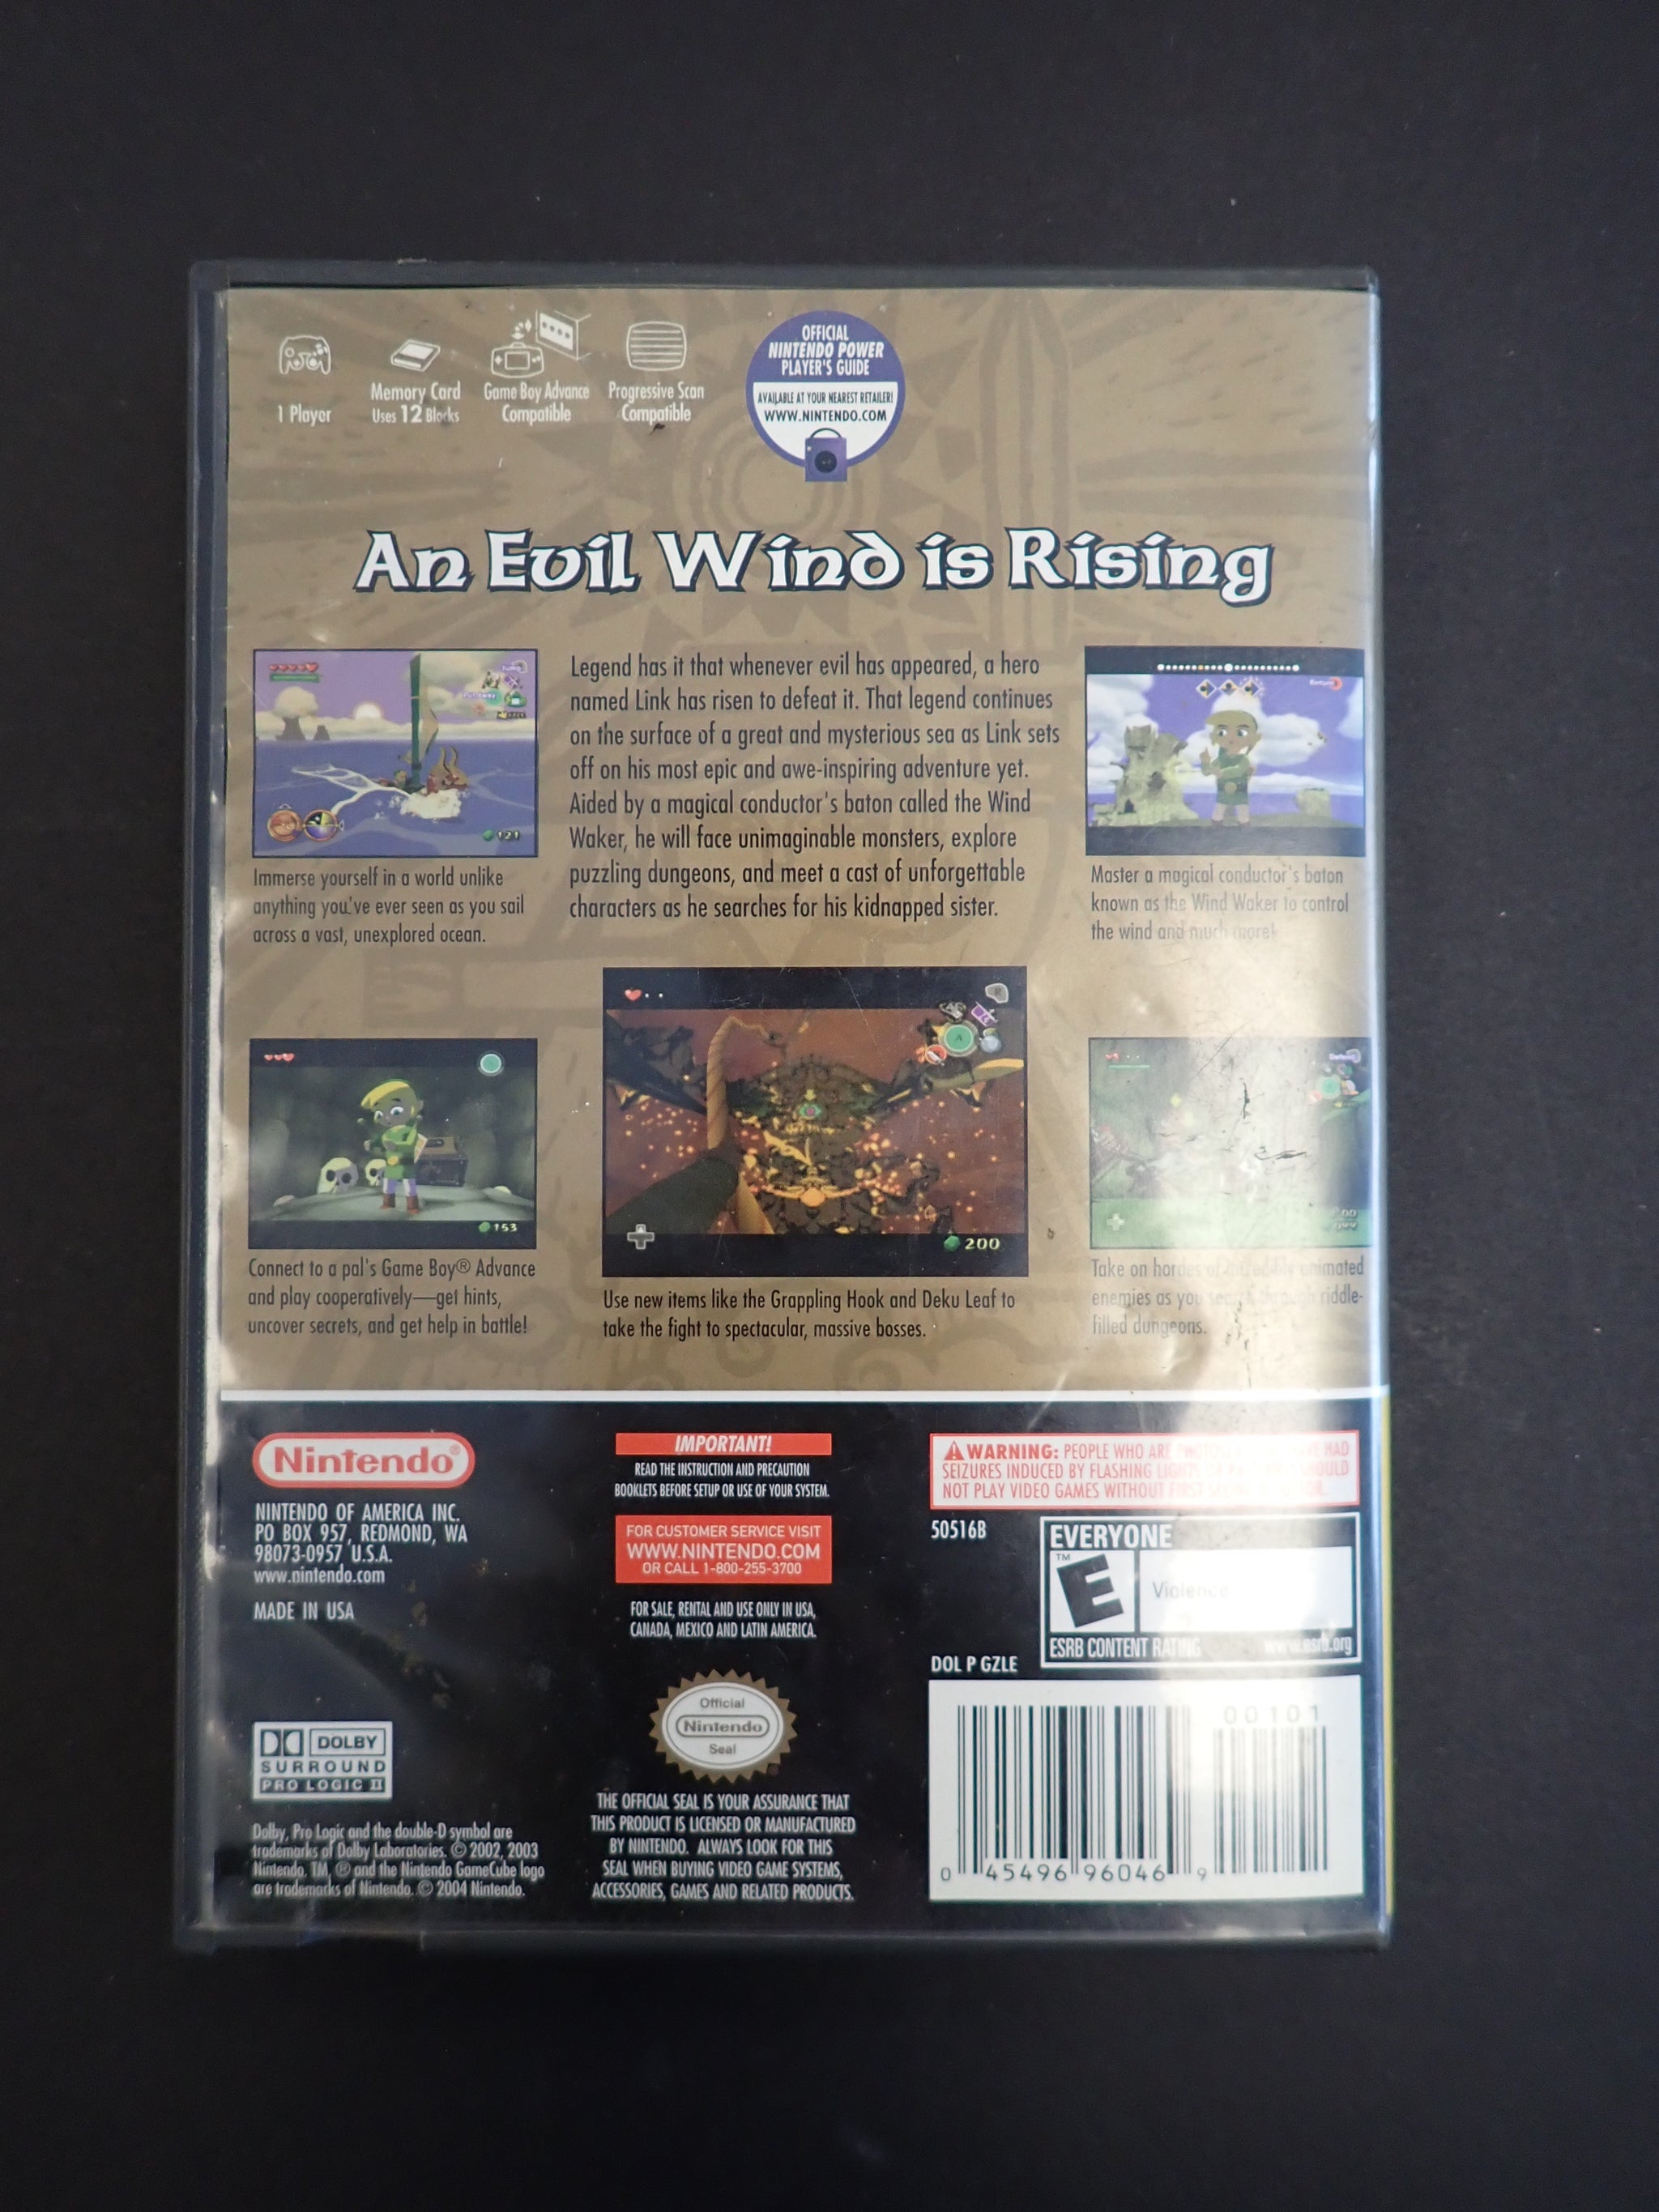 1 Player
Memory Card
Uses 12 Blocks
Game Boy Advance
Compatible
Progressive Scan
Compatible
OFFICIAL
NINTENDO POWER
PLAYER'S GUIDE
AVAILABLE AT YOUR NEAREST RETAILER!
WWW.NINTENDO.COM
An Evil Wind is Rising
121
Immerse yourself in a world unlike
anything you've ever seen as you sail
across a vast, unexplored ocean.
Legend has it that whenever evil has appeared, a hero
named Link has risen to defeat it. That legend continues
on the surface of a great and mysterious sea as Link sets
off on his most epic and awe-inspiring adventure yet.
Aided by a magical conductor's baton called the Wind
Waker, he will face unimaginable monsters, explore
puzzling dungeons, and meet a cast of unforgettable
characters as he searches for his kidnapped sister.
Return
Master a magical conductor's baton
known as the Wind Waker to control
the wind and much more!
153
Connect to a pal's Game Boy® Advance
and play cooperatively—get hints,
uncover secrets, and get help in battle!
R
A
200
Use new items like the Grappling Hook and Deku Leaf to
take the fight to spectacular, massive bosses.
Defend
Take on hordes of incredibly animated
enemies as you search through riddle-
filled dungeons.
Nintendo®
NINTENDO OF AMERICA INC.
PO BOX 957, REDMOND, WA
98073-0957 U.S.A.
www.nintendo.com
MADE IN USA
DOLBY
SURROUND
PRO LOGIC II
Dolby, Pro Logic and the double-D symbol are
trademarks of Dolby Laboratories. © 2002, 2003
Nintendo. TM, ® and the Nintendo GameCube logo
are trademarks of Nintendo. © 2004 Nintendo.
IMPORTANT!
READ THE INSTRUCTION AND PRECAUTION
BOOKLETS BEFORE SETUP OR USE OF YOUR SYSTEM.
FOR CUSTOMER SERVICE VISIT
WWW.NINTENDO.COM
OR CALL 1-800-255-3700
FOR SALE, RENTAL AND USE ONLY IN USA,
CANADA, MEXICO AND LATIN AMERICA.
Official
Nintendo
Seal
THE OFFICIAL SEAL IS YOUR ASSURANCE THAT
THIS PRODUCT IS LICENSED OR MANUFACTURED
BY NINTENDO. ALWAYS LOOK FOR THIS
SEAL WHEN BUYING VIDEO GAME SYSTEMS,
ACCESSORIES, GAMES AND RELATED PRODUCTS.
WARNING: PEOPLE WHO ARE HAD
SEIZURES INDUCED BY FLASHING LIGHTS
NOT PLAY VIDEO GAMES WITHOUT FIRST
50516B
EVERYONE
TM
E
Violence
ESRB CONTENT RATING www.esrb.org
DOL P GZLE
00101
0 45496 96046 9